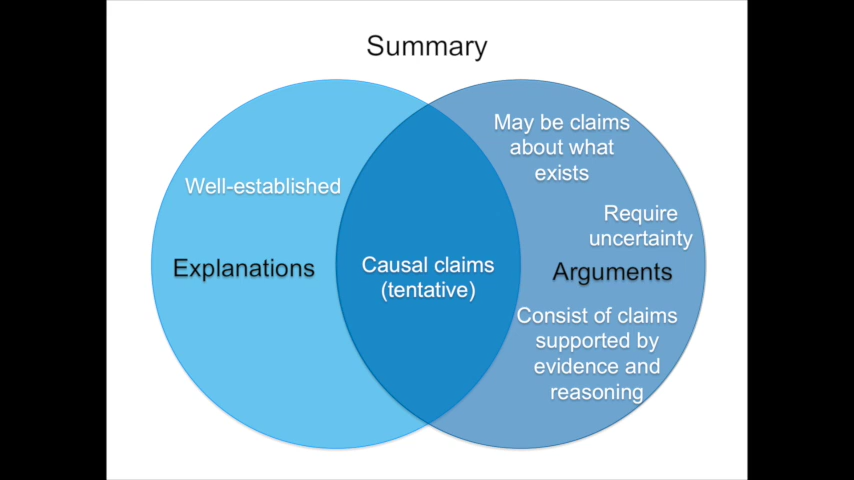 Summary
Well-established
Explanations
Causal claims
(tentative)
May be claims
about what
exists
Require
uncertainty
Arguments
Consist of claims
supported by
evidence and
reasoning